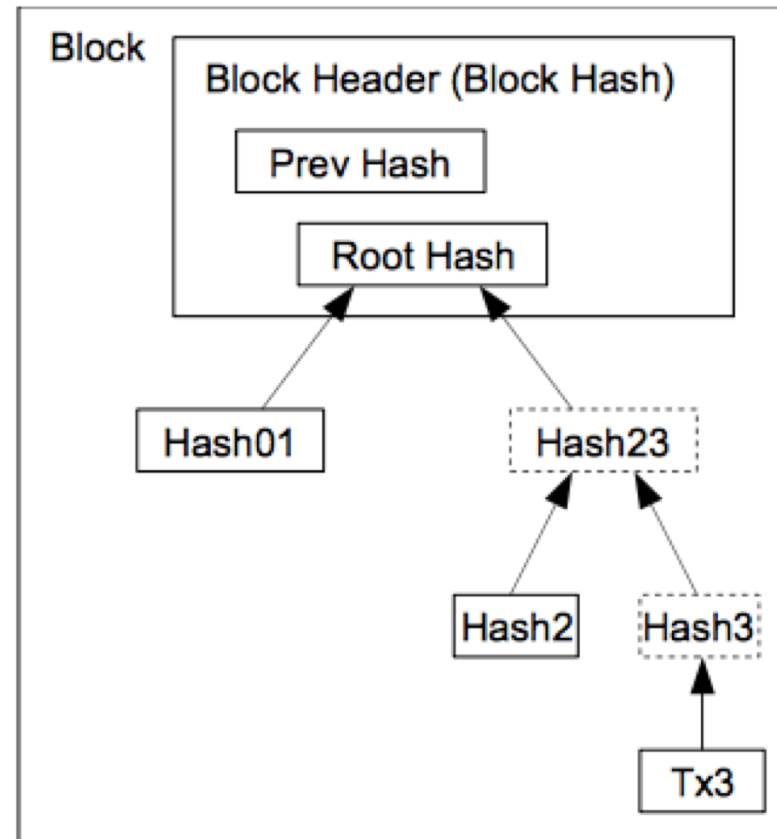 Block
Block Header (Block Hash)
Prev Hash
Root Hash
Hash01
Hash23
Hash2
Hash3
Tx3